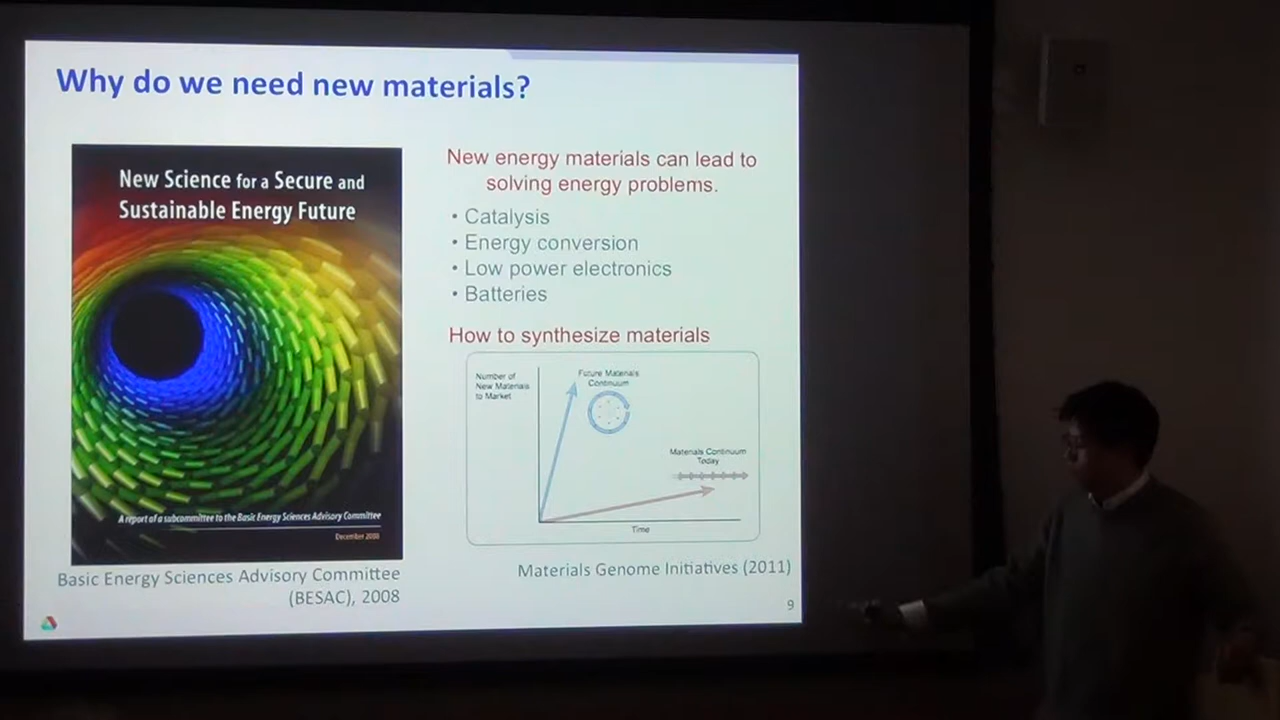 Why do we need new materials?
New Science for a Secure and
Sustainable Energy Future
A report of a subcommittee to the Basic Energy Sciences Advisory Committee
December 2008
Basic Energy Sciences Advisory Committee
(BESAC), 2008
New energy materials can lead to
solving energy problems.
• Catalysis
• Energy conversion
• Low power electronics
• Batteries
How to synthesize materials
Number of
New Materials
to Market
Future Materials
Continuum
Materials Continuum
Today
Time
Materials Genome Initiatives (2011)
9